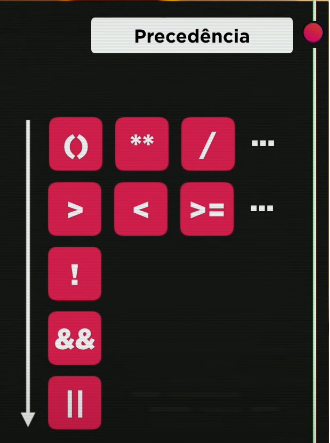 Precedência
() ** / ...
> < >= ...
!
&&
||